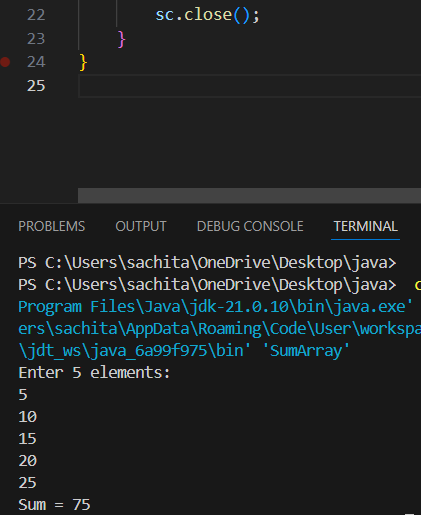 22 sc.close();
23 }
24 }
25
PROBLEMS OUTPUT DEBUG CONSOLE TERMINAL
PS C:\Users\sachita\OneDrive\Desktop\java>
PS C:\Users\sachita\OneDrive\Desktop\java>
Program Files\Java\jdk-21.0.10\bin\java.exe'
ers\sachita\AppData\Roaming\Code\User\workspa
\jdt_ws\java_6a99f975\bin' 'SumArray'
Enter 5 elements:
5
10
15
20
25
Sum = 75